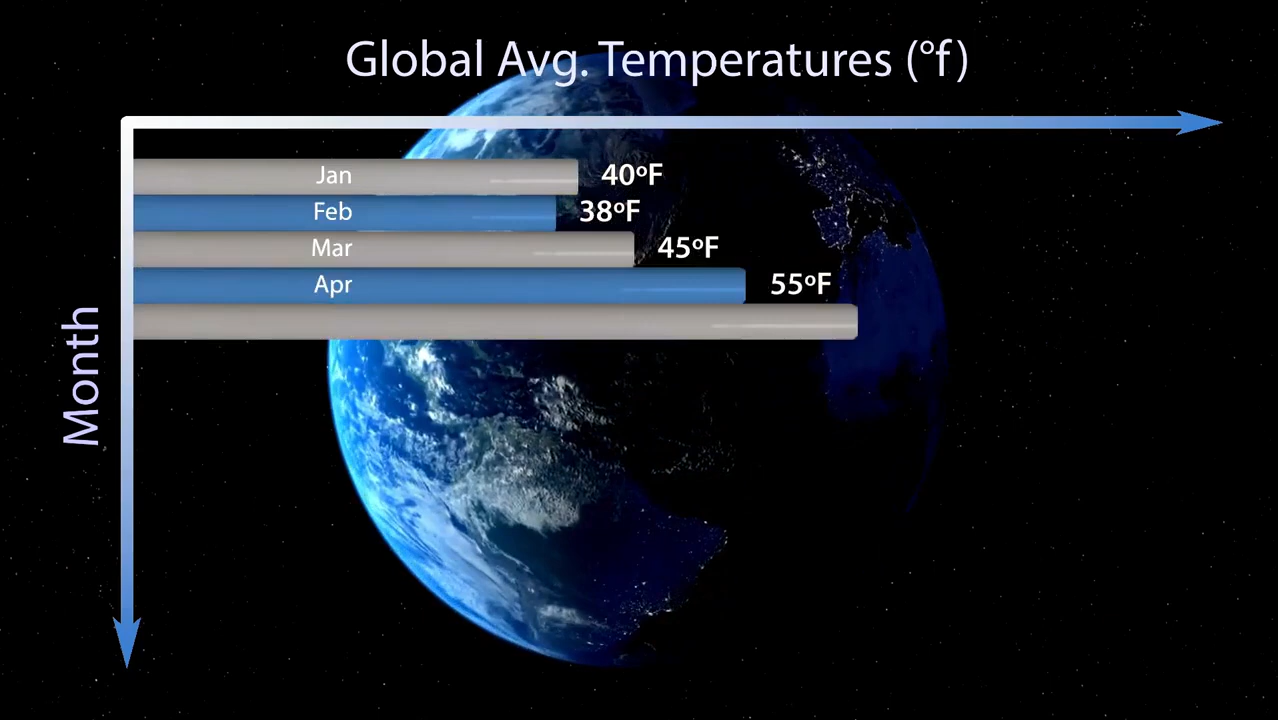 Global Avg. Temperatures (°f)
Jan 40ºF
Feb 38ºF
Mar 45ºF
Apr 55ºF
Month